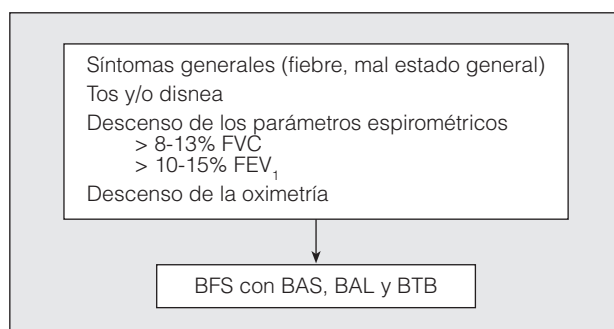 Síntomas generales (fiebre, mal estado general)
Tos y/o disnea
Descenso de los parámetros espirométricos
> 8-13% FVC
> 10-15% FEV₁
Descenso de la oximetría
BFS con BAS, BAL y BTB